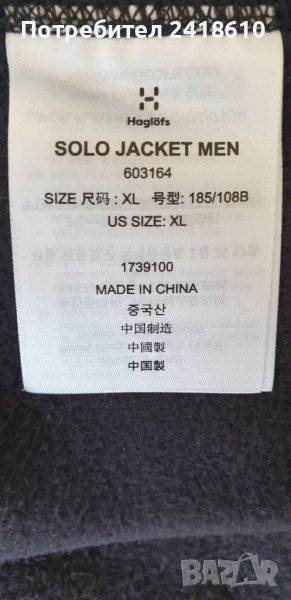 Потребител 2418610
Haglöfs
SOLO JACKET MEN
603164
SIZE 尺码 : XL 号型: 185/108B
US SIZE: XL
1739100
MADE IN CHINA
중국산
中国制造
中國製
中国製
BAZAR